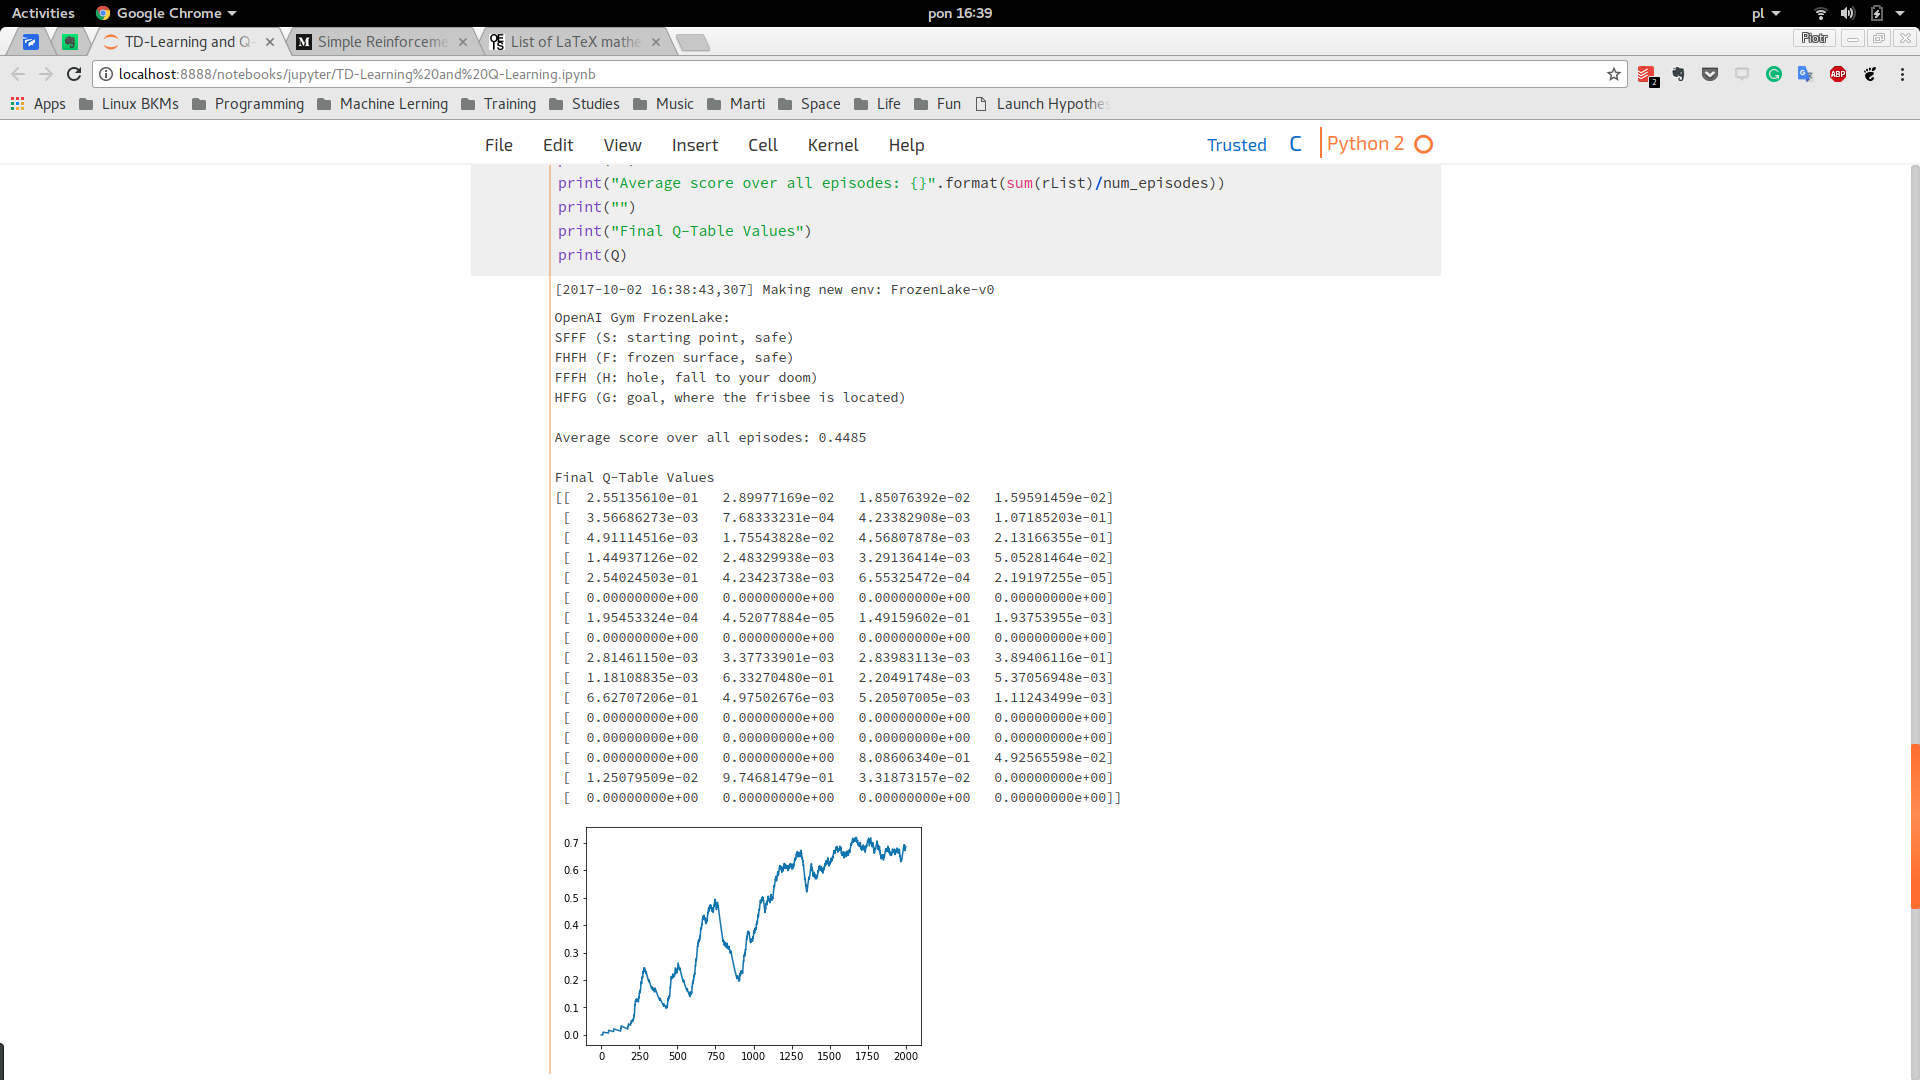 Activities Google Chrome pon 16:39 pl
TD-Learning and Q- Simple Reinforceme List of LaTeX mathe Piotr
localhost:8888/notebooks/jupyter/TD-Learning%20and%20Q-Learning.ipynb 2 ABP
Apps Linux BKMs Programming Machine Lerning Training Studies Music Marti Space Life Fun Launch Hypothes
File Edit View Insert Cell Kernel Help Trusted C Python 2
print("Average score over all episodes: {}".format(sum(rList)/num_episodes))
print("")
print("Final Q-Table Values")
print(Q)
[2017-10-02 16:38:43,307] Making new env: FrozenLake-v0
OpenAI Gym FrozenLake:
SFFF (S: starting point, safe)
FHFH (F: frozen surface, safe)
FFFH (H: hole, fall to your doom)
HFFG (G: goal, where the frisbee is located)
Average score over all episodes: 0.4485
Final Q-Table Values
[[ 2.55135610e-01 2.89977169e-02 1.85076392e-02 1.59591459e-02]
[ 3.56686273e-03 7.68333231e-04 4.23382908e-03 1.07185203e-01]
[ 4.91114516e-03 1.75543828e-02 4.56807878e-03 2.13166355e-01]
[ 1.44937126e-02 2.48329938e-03 3.29136414e-03 5.05281464e-02]
[ 2.54024503e-01 4.23423738e-03 6.55325472e-04 2.19197255e-05]
[ 0.00000000e+00 0.00000000e+00 0.00000000e+00 0.00000000e+00]
[ 1.95453324e-04 4.52077884e-05 1.49159602e-01 1.93753955e-03]
[ 0.00000000e+00 0.00000000e+00 0.00000000e+00 0.00000000e+00]
[ 2.81461150e-03 3.37733901e-03 2.83983113e-03 3.89406116e-01]
[ 1.18108835e-03 6.33270480e-01 2.20491748e-03 5.37056948e-03]
[ 6.62707206e-01 4.97502676e-03 5.20507005e-03 1.11243499e-03]
[ 0.00000000e+00 0.00000000e+00 0.00000000e+00 0.00000000e+00]
[ 0.00000000e+00 0.00000000e+00 0.00000000e+00 0.00000000e+00]
[ 0.00000000e+00 0.00000000e+00 8.08606340e-01 4.92565598e-02]
[ 1.25079509e-02 9.74681479e-01 3.31873157e-02 0.00000000e+00]
[ 0.00000000e+00 0.00000000e+00 0.00000000e+00 0.00000000e+00]]
0.7
0.6
0.5
0.4
0.3
0.2
0.1
0.0
0 250 500 750 1000 1250 1500 1750 2000